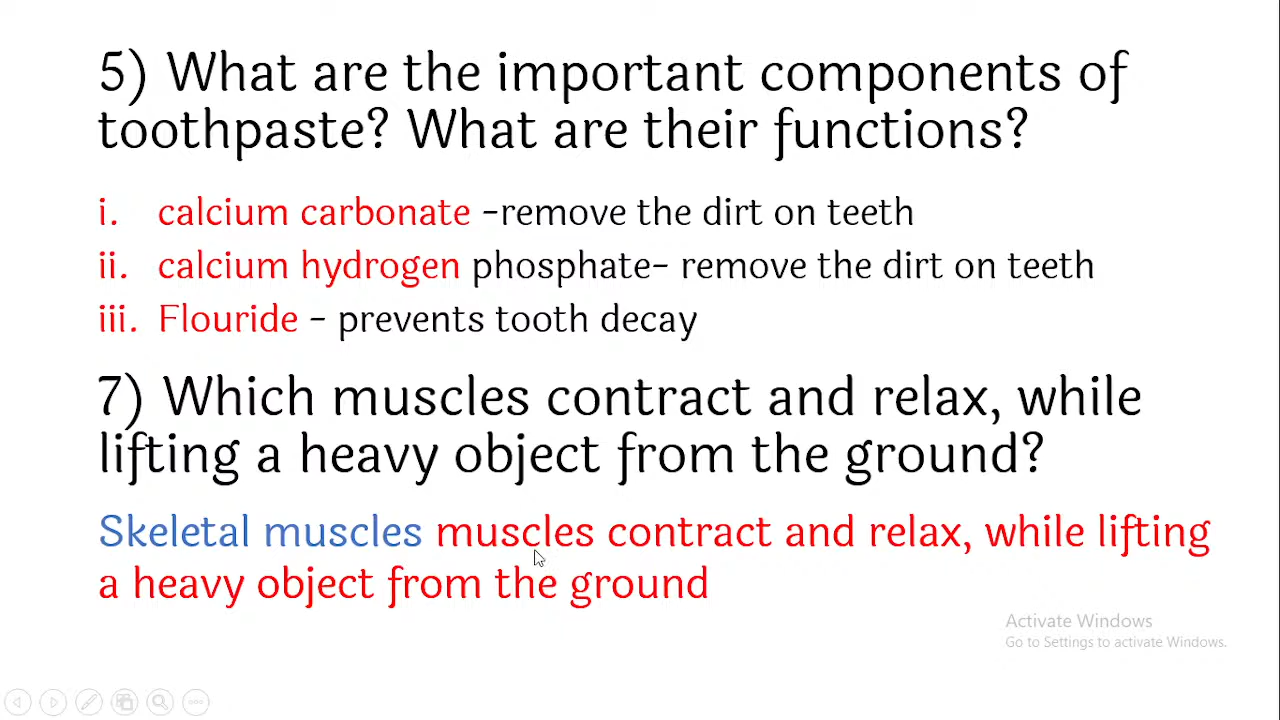 5) What are the important components of
toothpaste? What are their functions?
i. calcium carbonate -remove the dirt on teeth
ii. calcium hydrogen phosphate- remove the dirt on teeth
iii. Flouride - prevents tooth decay
7) Which muscles contract and relax, while
lifting a heavy object from the ground?
Skeletal muscles muscles contract and relax, while lifting
a heavy object from the ground
Activate Windows
Go to Settings to activate Windows.